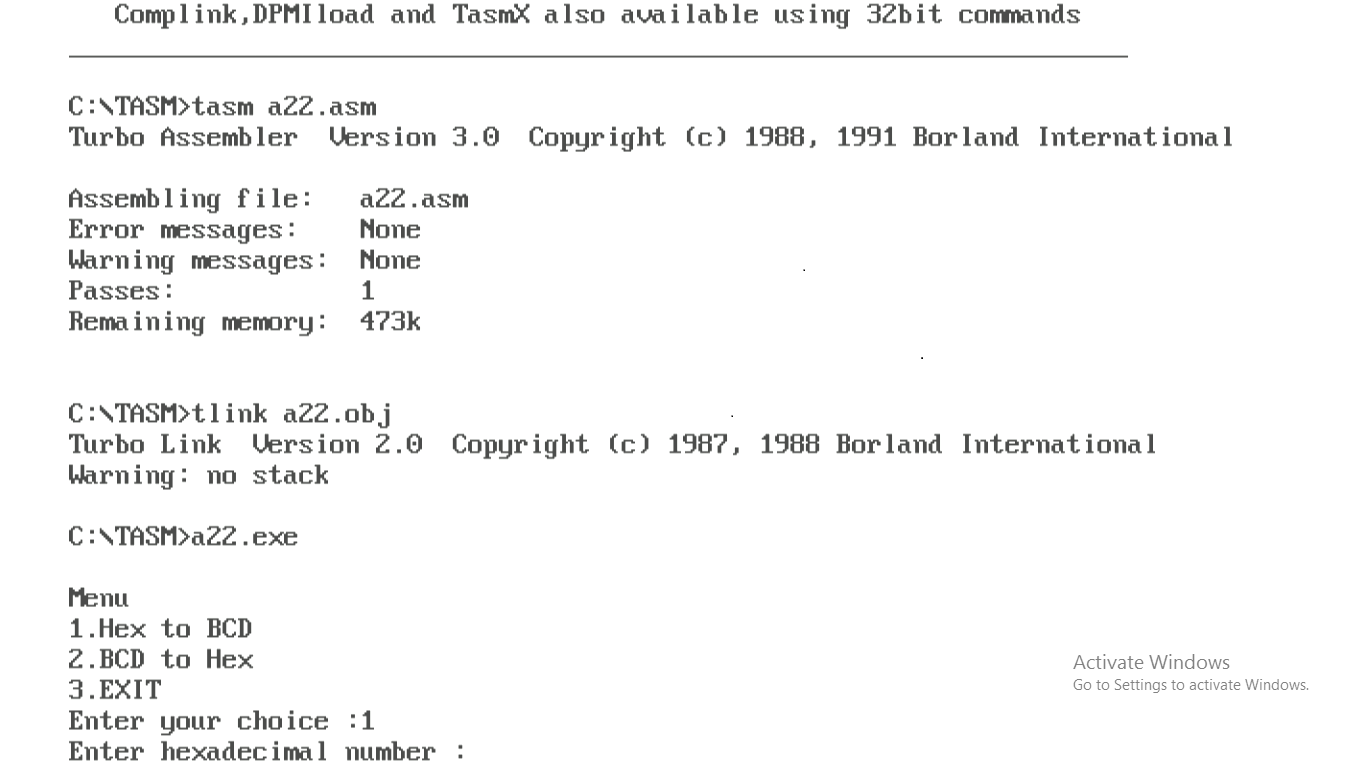 Complink,DPMIload and TasmX also available using 32bit commands
C:\TASM>tasm a22.asm
Turbo Assembler  Version 3.0  Copyright (c) 1988, 1991 Borland International
Assembling file:   a22.asm
Error messages:    None
Warning messages:  None
Passes:            1
Remaining memory:  473k
C:\TASM>tlink a22.obj
Turbo Link  Version 2.0  Copyright (c) 1987, 1988 Borland International
Warning: no stack
C:\TASM>a22.exe
Menu
1.Hex to BCD
2.BCD to Hex
3.EXIT
Enter your choice :1
Enter hexadecimal number :
Activate Windows
Go to Settings to activate Windows.